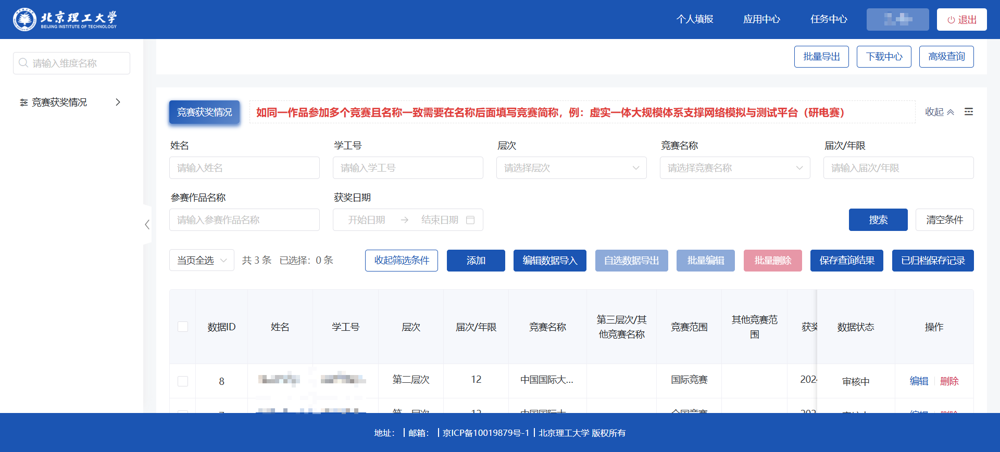 北京理工大学
BEIJING INSTITUTE OF TECHNOLOGY
个人填报 应用中心 任务中心 退出
请输入维度名称
竞赛获奖情况
批量导出 下载中心 高级查询
竞赛获奖情况 如同一作品参加多个竞赛且名称一致需要在名称后面填写竞赛简称，例：虚实一体大规模体系支撑网络模拟与测试平台（研电赛） 收起
姓名 学工号 层次 竞赛名称 届次/年限
请输入姓名 请输入学工号 请选择层次 请选择竞赛名称 请输入届次/年限
参赛作品名称 获奖日期
请输入参赛作品名称 开始日期 → 结束日期 搜索 清空条件
当页全选 共 3 条 已选择：0 条 收起筛选条件 添加 编辑数据导入 自选数据导出 批量编辑 批量删除 保存查询结果 已归档保存记录
数据ID 姓名 学工号 层次 届次/年限 竞赛名称 第三层次/其他竞赛名称 竞赛范围 其他竞赛范围 获奖 数据状态 操作
8 第二层次 12 中国国际大... 国际竞赛 202 审核中 编辑 删除
地址： | 邮箱： | 京ICP备10019879号-1 | 北京理工大学 版权所有